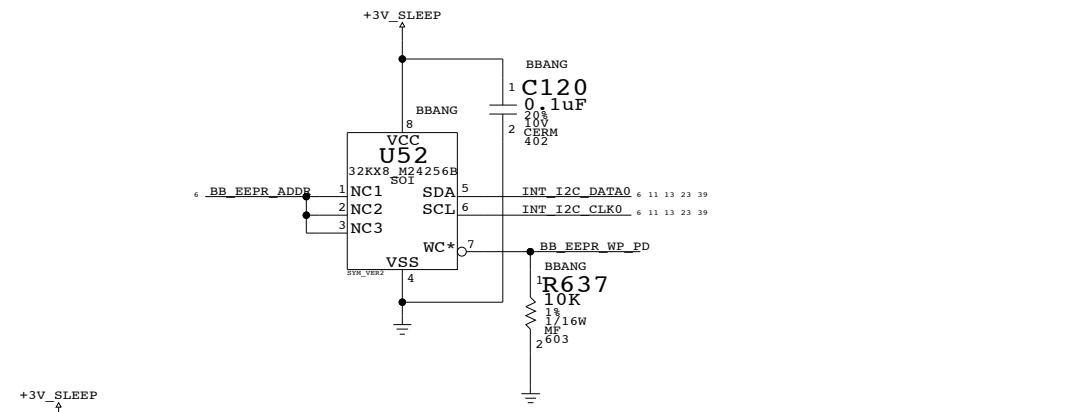 +3V_SLEEP
BBANG
1 C120
0.1uF
20%
10V
2 CERM
402
BBANG
8
VCC
U52
32KX8_M24256B
SOI
6 BB_EEPR_ADDR 1 NC1 SDA 5 INT_I2C_DATA0 6 11 13 23 39
2 NC2 SCL 6 INT_I2C_CLK0 6 11 13 23 39
3 NC3
WC* 7 BB_EEPR_WP_PD
VSS
SYM_VER2 4
BBANG
1 R637
10K
1%
1/16W
MF
2 603
+3V_SLEEP